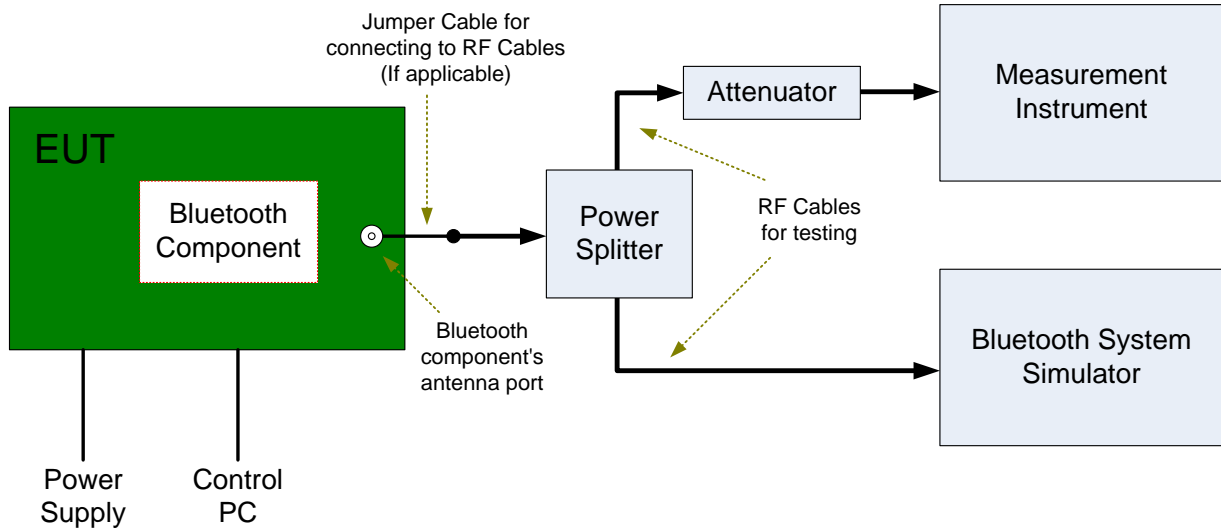 Jumper Cable for
connecting to RF Cables
(If applicable)
EUT
Bluetooth
Component
Bluetooth
component's
antenna port
Power
Splitter
Attenuator
RF Cables
for testing
Measurement
Instrument
Bluetooth System
Simulator
Power
Supply
Control
PC